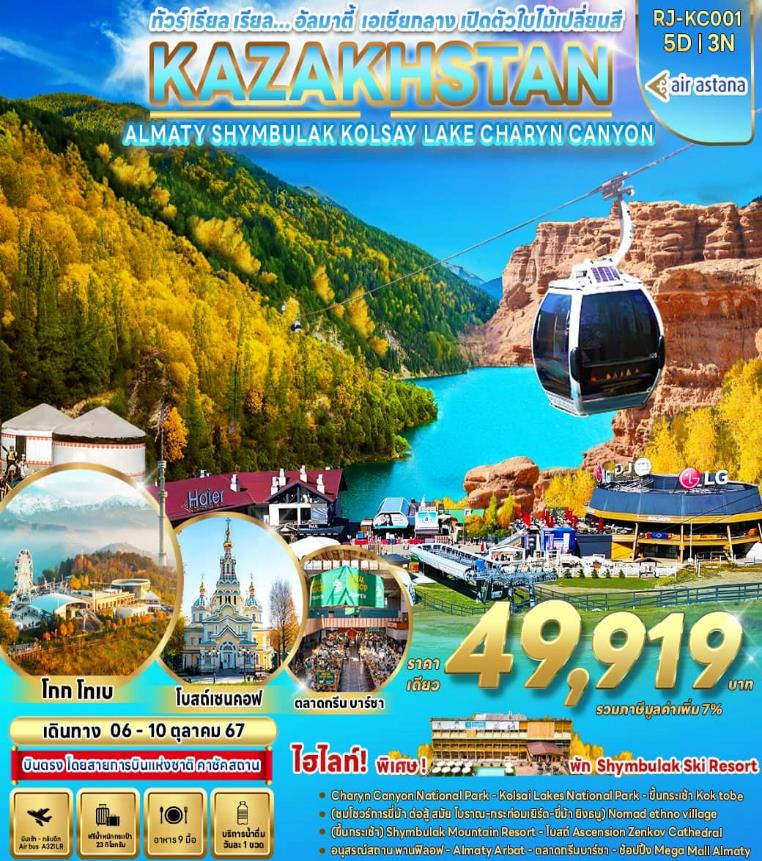 ทัวร์ เรียล เรียล... อัลมาตี้ เอเชียกลาง เปิดตัวใบไม้เปลี่ยนสี
RJ-KC001
5D | 3N
air astana
KAZAKHSTAN
ALMATY SHYMBULAK KOLSAY LAKE CHARYN CANYON
Haier
LG
โกก โทเบ
โบสถ์เซนคอฟ
ตลาดกรีน บาร์ซา
ราคา
เดียว
49,919
บาท
รวมภาษีมูลค่าเพิ่ม 7%
เดินทาง 06 - 10 ตุลาคม 67
บินตรง โดยสายการบินแห่งชาติ คาซัคสถาน
ไฮไลท์! พิเศษ! พัก Shymbulak Ski Resort
บินเช้า - กลับดึก
Airbus A321LR
ฟรีน้ำหนักกระเป๋า
23 กิโลกรัม
อาหาร 9 มื้อ
บริการน้ำดื่ม
วันละ 1 ขวด
• Charyn Canyon National Park - Kolsai Lakes National Park - ขึ้นกระเช้า Kok tobe
• (ชมโชว์การขี่ม้า ต่อสู้ สมัย โบราณ-กระท่อมเยิร์ต-ขี่ม้า ยิงธนู) Nomad ethno village
• (ขึ้นกระเช้า) Shymbulak Mountain Resort - โบสถ์ Ascension Zenkov Cathedral
• อนุสรณ์สถาน พานฟิลอฟ - Almaty Arbat - ตลาดกรีนบาร์ซา - ช้อปปิ้ง Mega Mall Almaty